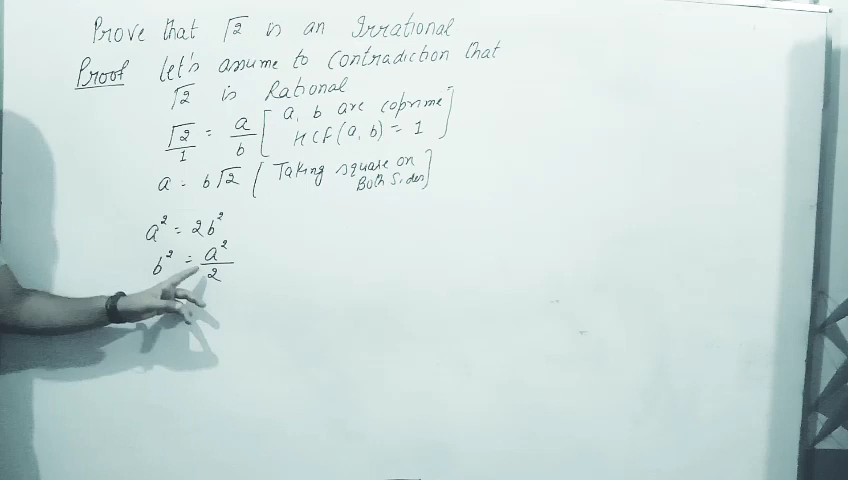 Prove that √2 is an Irrational
Proof Let's assume to contradiction that
√2 is Rational
√2/1 = a/b [a, b are coprime
HCF(a, b) = 1]
a = b√2 [Taking square on
Both Sides]
a² = 2b²
b² = a²/2